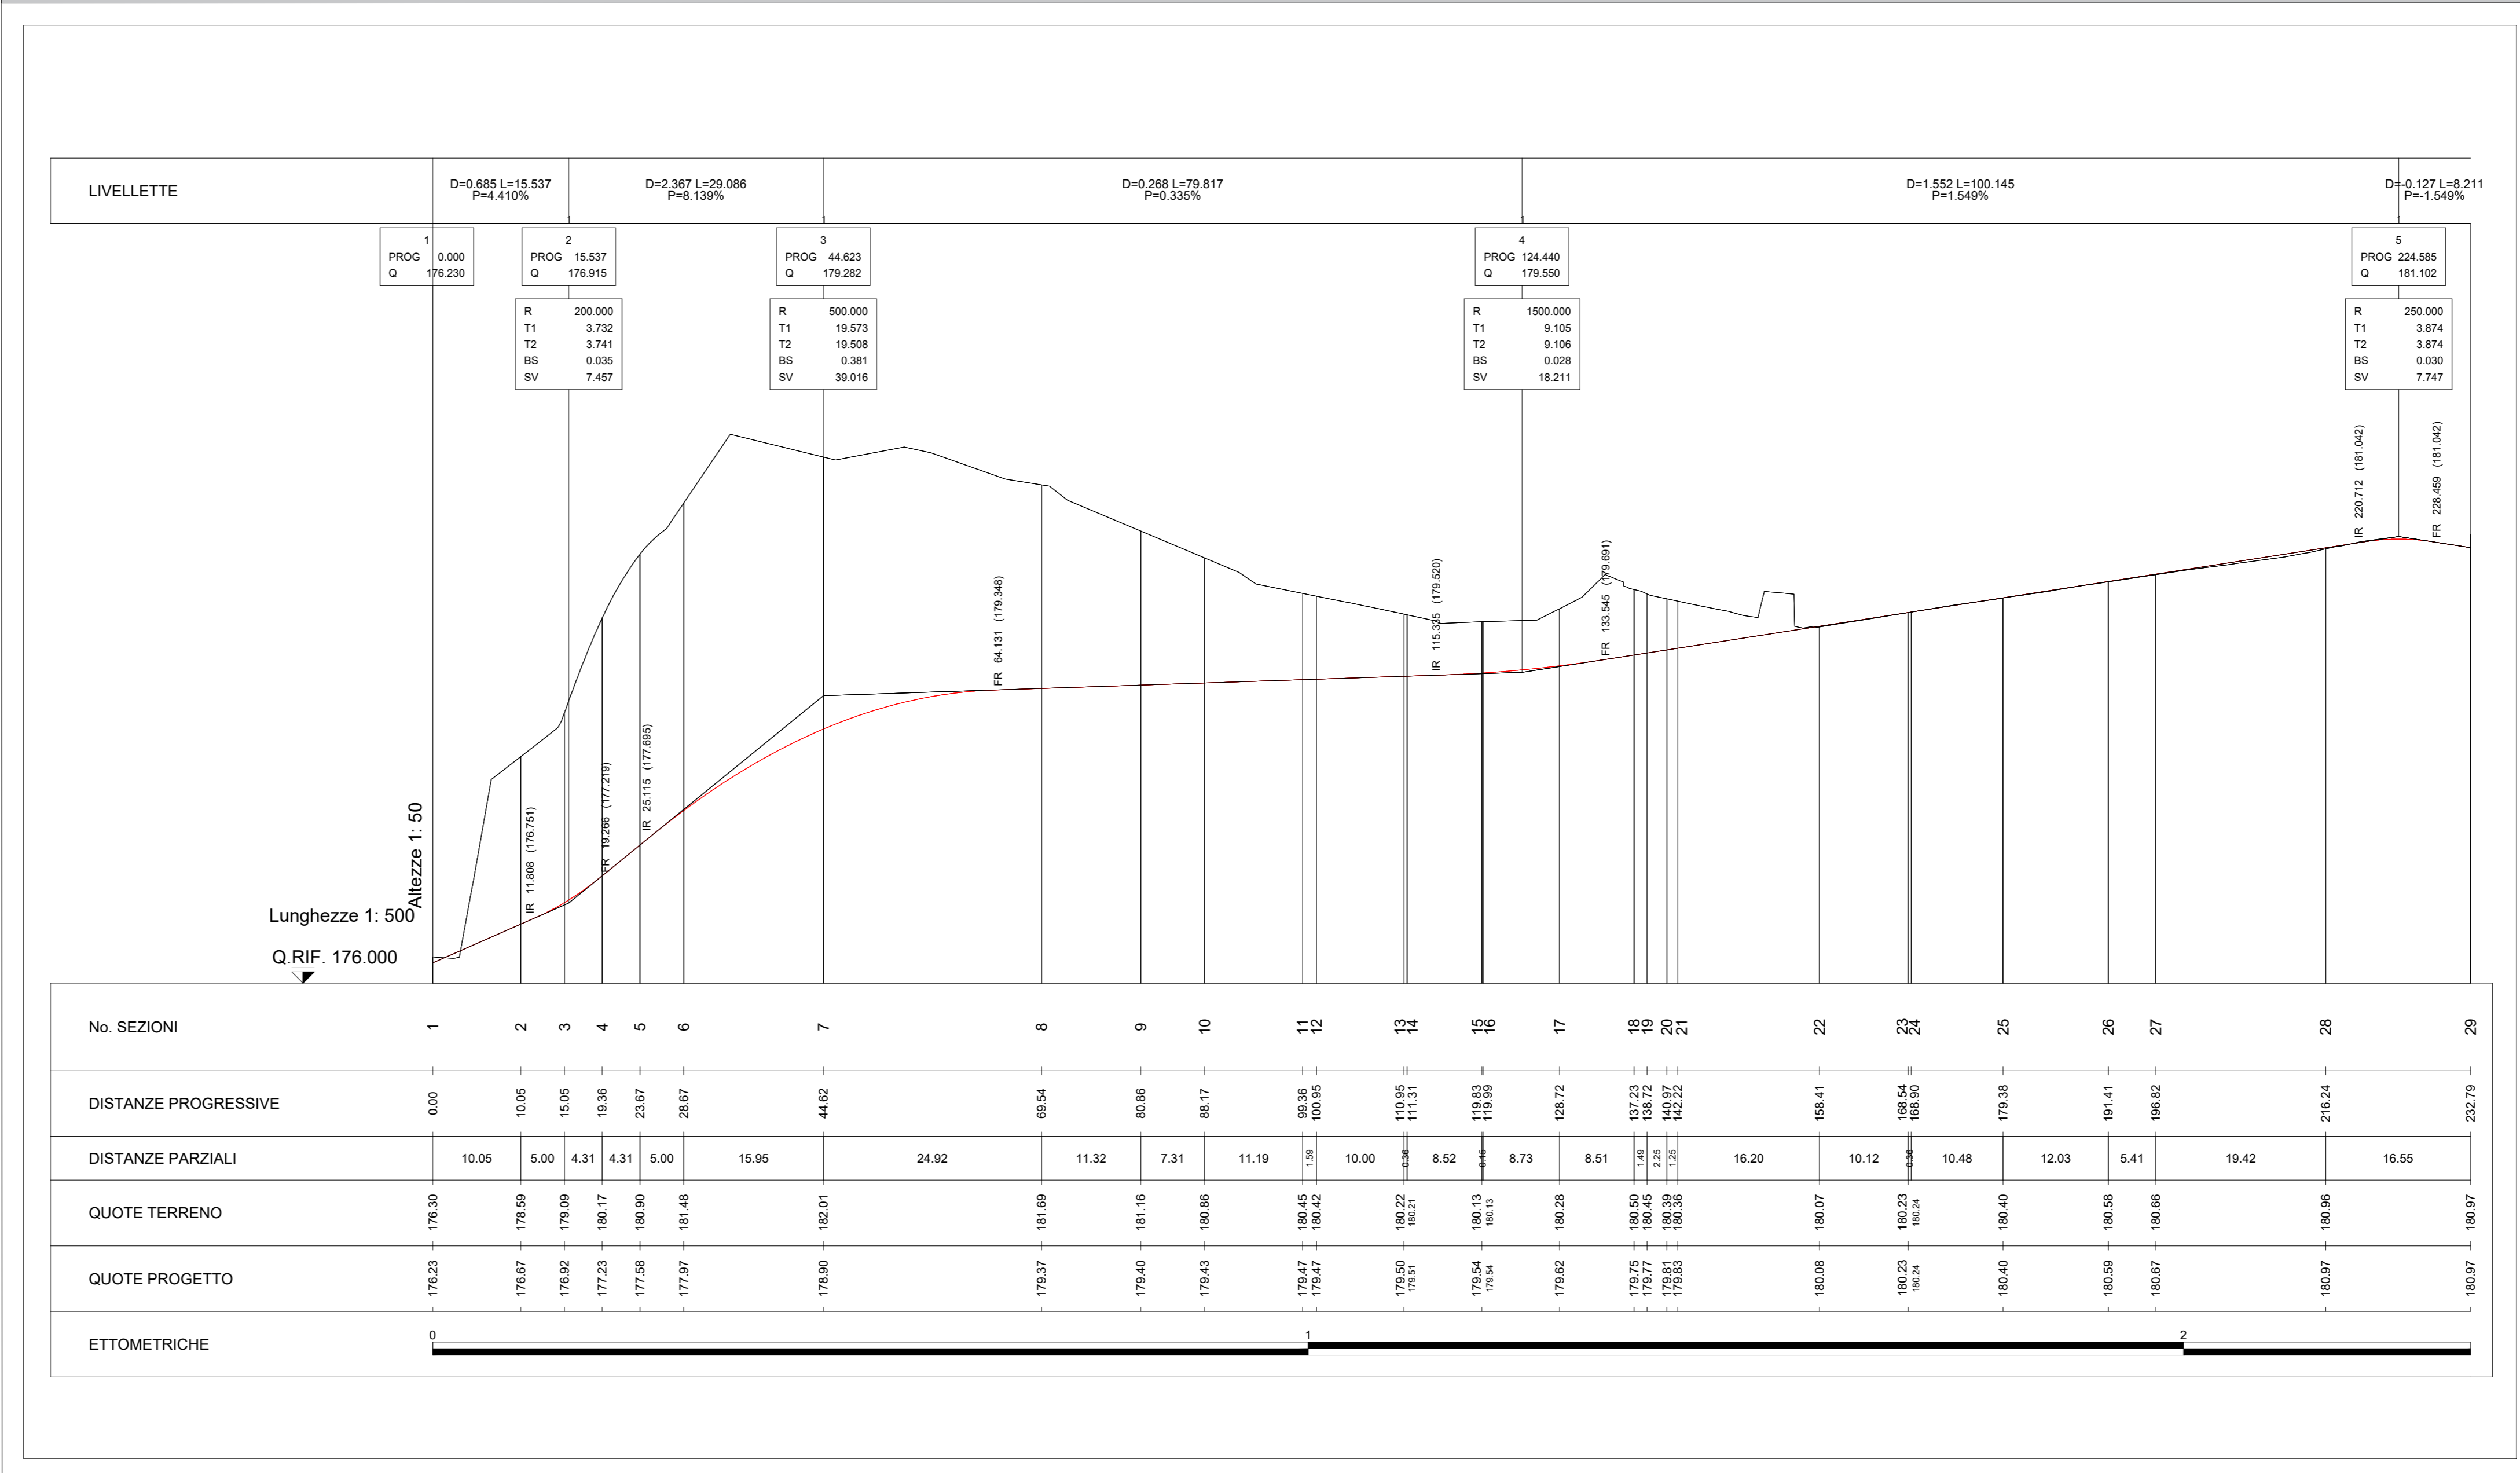 LIVELLETTE
D=0.685 L=15.537
P=4.410%
D=2.367 L=29.086
P=8.139%
D=0.268 L=79.817
P=0.335%
D=1.552 L=100.145
P=1.549%
D=-0.127 L=8.211
P=-1.549%
1
1
1
1
1
PROG 0.000
Q 176.230
2
PROG 15.537
Q 176.915
3
PROG 44.623
Q 179.282
4
PROG 124.440
Q 179.550
5
PROG 224.585
Q 181.102
R 200.000
T1 3.732
T2 3.741
BS 0.035
SV 7.457
R 500.000
T1 19.573
T2 19.508
BS 0.381
SV 39.016
R 1500.000
T1 9.105
T2 9.106
BS 0.028
SV 18.211
R 250.000
T1 3.874
T2 3.874
BS 0.030
SV 7.747
IR 11.808 (176.751)
FR 19.266 (177.219)
IR 25.115 (177.695)
FR 64.131 (179.348)
IR 115.335 (179.520)
FR 133.545 (179.691)
IR 220.712 (181.042)
FR 228.459 (181.042)
Altezze 1: 50
Lunghezze 1: 500
Q.RIF. 176.000
No. SEZIONI 1 2 3 4 5 6 7 8 9 10 11 12 13 14 15 16 17 18 19 20 21 22 23 24 25 26 27 28 29
DISTANZE PROGRESSIVE 0.00 10.05 15.05 19.36 23.67 28.67 44.62 69.54 80.86 88.17 99.36 100.95 110.95 111.31 119.83 119.99 128.72 137.23 138.72 140.97 142.22 158.41 168.54 168.90 179.38 191.41 196.82 216.24 232.79
DISTANZE PARZIALI 10.05 5.00 4.31 4.31 5.00 15.95 24.92 11.32 7.31 11.19 1.59 10.00 0.36 8.52 0.15 8.73 8.51 1.49 2.25 1.25 16.20 10.12 0.36 10.48 12.03 5.41 19.42 16.55
QUOTE TERRENO 176.30 178.59 179.09 180.17 180.90 181.48 182.01 181.69 181.16 180.86 180.45 180.42 180.22 180.21 180.13 180.13 180.28 180.50 180.45 180.39 180.36 180.07 180.23 180.24 180.40 180.58 180.66 180.96 180.97
QUOTE PROGETTO 176.23 176.67 176.92 177.23 177.58 177.97 178.90 179.37 179.40 179.43 179.47 179.47 179.50 179.51 179.54 179.54 179.62 179.75 179.77 179.81 179.83 180.08 180.23 180.24 180.40 180.59 180.67 180.97 180.97
ETTOMETRICHE 0 1 2